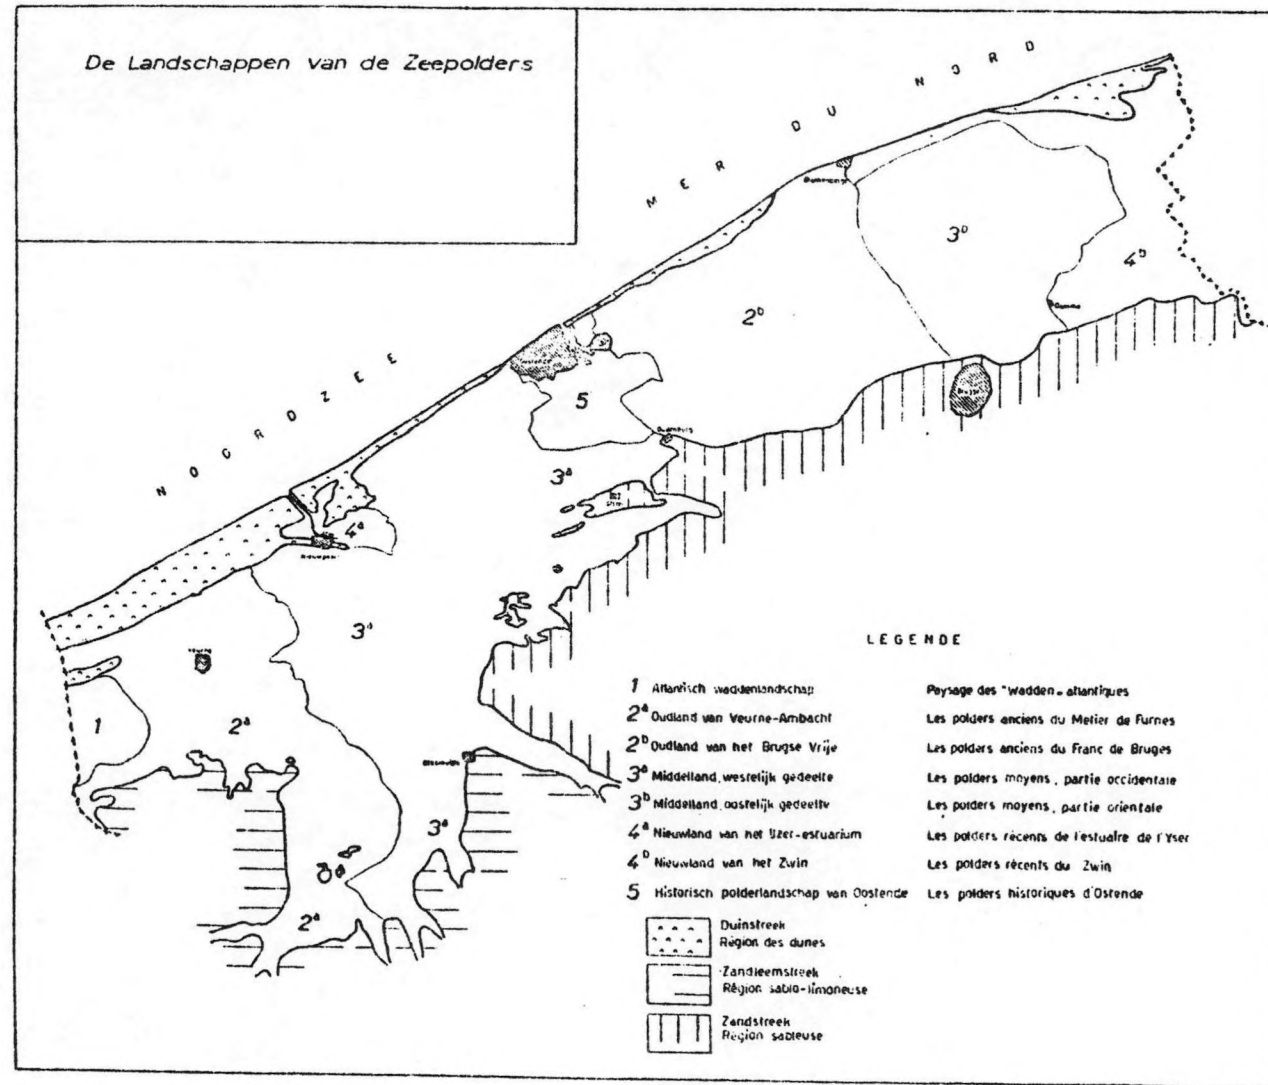 De Landschappen van de Zeepolders
MER DU NORD
NOORDZEE
3b
4b
2b
Damme
Brugge
5
Oudenburg
3a
4a
3a
Veurne
1
2a
3a
2a
LEGENDE
1 Atlantisch waddenlandschap Paysage des "Wadden" atlantiques
2a Oudland van Veurne-Ambacht Les polders anciens du Métier de Furnes
2b Oudland van het Brugse Vrije Les polders anciens du Franc de Bruges
3a Middelland, westelijk gedeelte Les polders moyens, partie occidentale
3b Middelland, oostelijk gedeelte Les polders moyens, partie orientale
4a Nieuwland van het IJzer-estuarium Les polders récents de l'estuaire de l'Yser
4b Nieuwland van het Zwin Les polders récents du Zwin
5 Historisch polderlandschap van Oostende Les polders historiques d'Ostende
Duinstreek
Région des dunes
Zandleemstreek
Région sablo-limoneuse
Zandstreek
Région sableuse